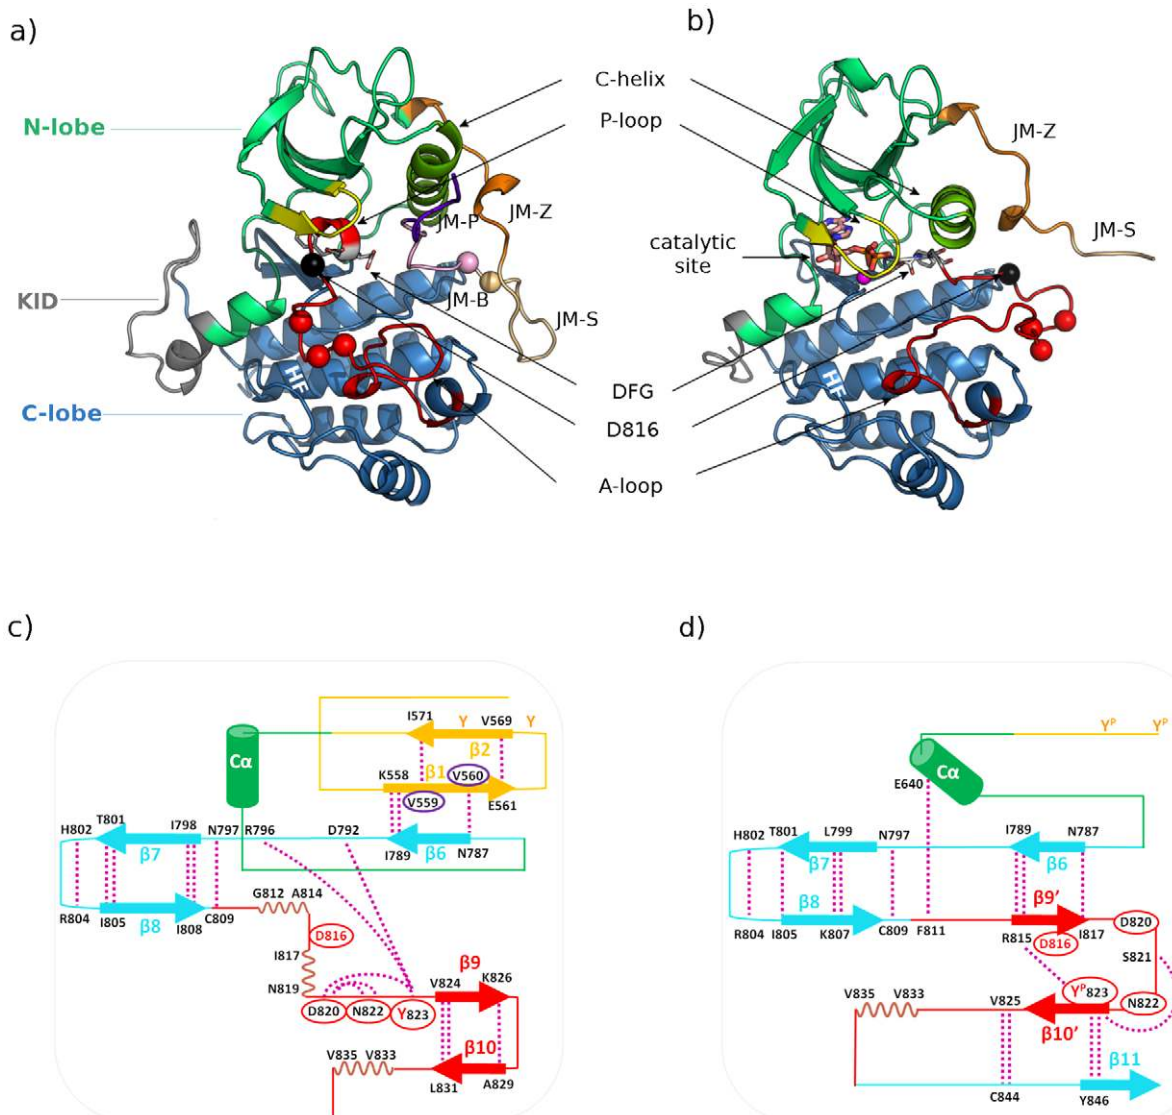 a)
b)
C-helix
P-loop
N-lobe
JM-Z
JM-P
JM-Z
catalytic
site
JM-S
KID
JM-B
JM-S
HF
HF
DFG
C-lobe
D816
A-loop
c)
d)
I571 Y V569 Y
β2
Cα
K558 β1 V560
V559 E561
H802 T801 I798 N797 R796 D792
β7 I789 β6 N787
G812 A814
R804 I805 β8 I808 C809
D816
I817
N819
β9
V824 K826
D820 N822 Y823
β10
V835 V833
L831 A829
Yᴾ Yᴾ
Cα
E640
H802 T801 L799 N797 I789 N787
β7 β6
β8 β9'
R804 I805 K807 C809 F811 R815 D816 I817 D820
S821
Yᴾ823
V835 V833 V825 N822
β10'
β11
C844 Y846